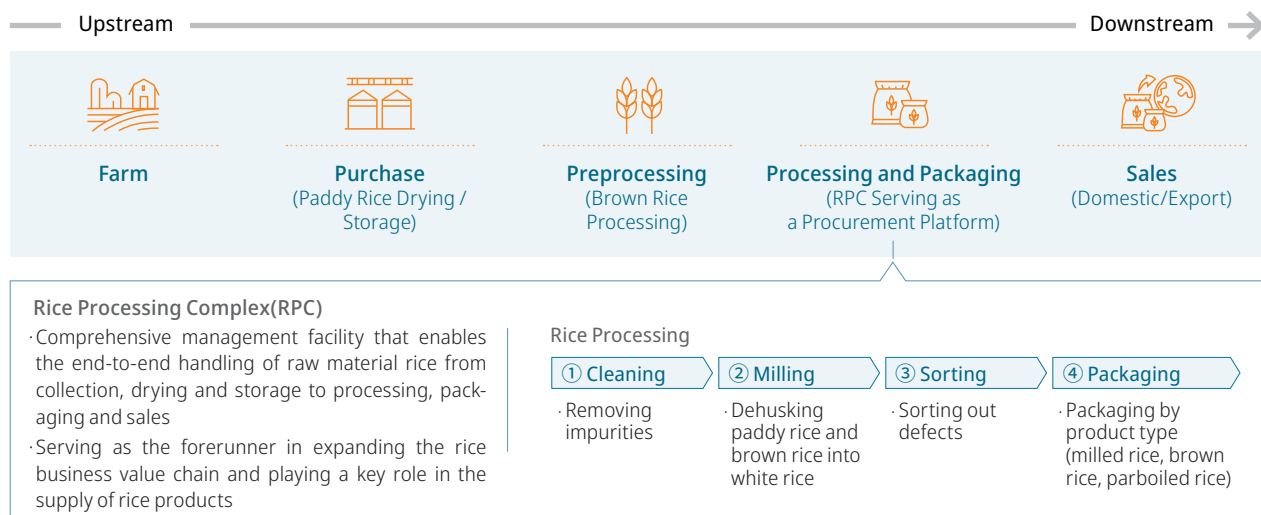 Upstream
Downstream
Farm
Purchase
(Paddy Rice Drying /
Storage)
Preprocessing
(Brown Rice
Processing)
Processing and Packaging
(RPC Serving as
a Procurement Platform)
Sales
(Domestic/Export)
Rice Processing Complex(RPC)
·Comprehensive management facility that enables
the end-to-end handling of raw material rice from
collection, drying and storage to processing, pack-
aging and sales
·Serving as the forerunner in expanding the rice
business value chain and playing a key role in the
supply of rice products
Rice Processing
① Cleaning
· Removing
impurities
② Milling
· Dehusking
paddy rice and
brown rice into
white rice
③ Sorting
· Sorting out
defects
④ Packaging
· Packaging by
product type
(milled rice, brown
rice, parboiled rice)